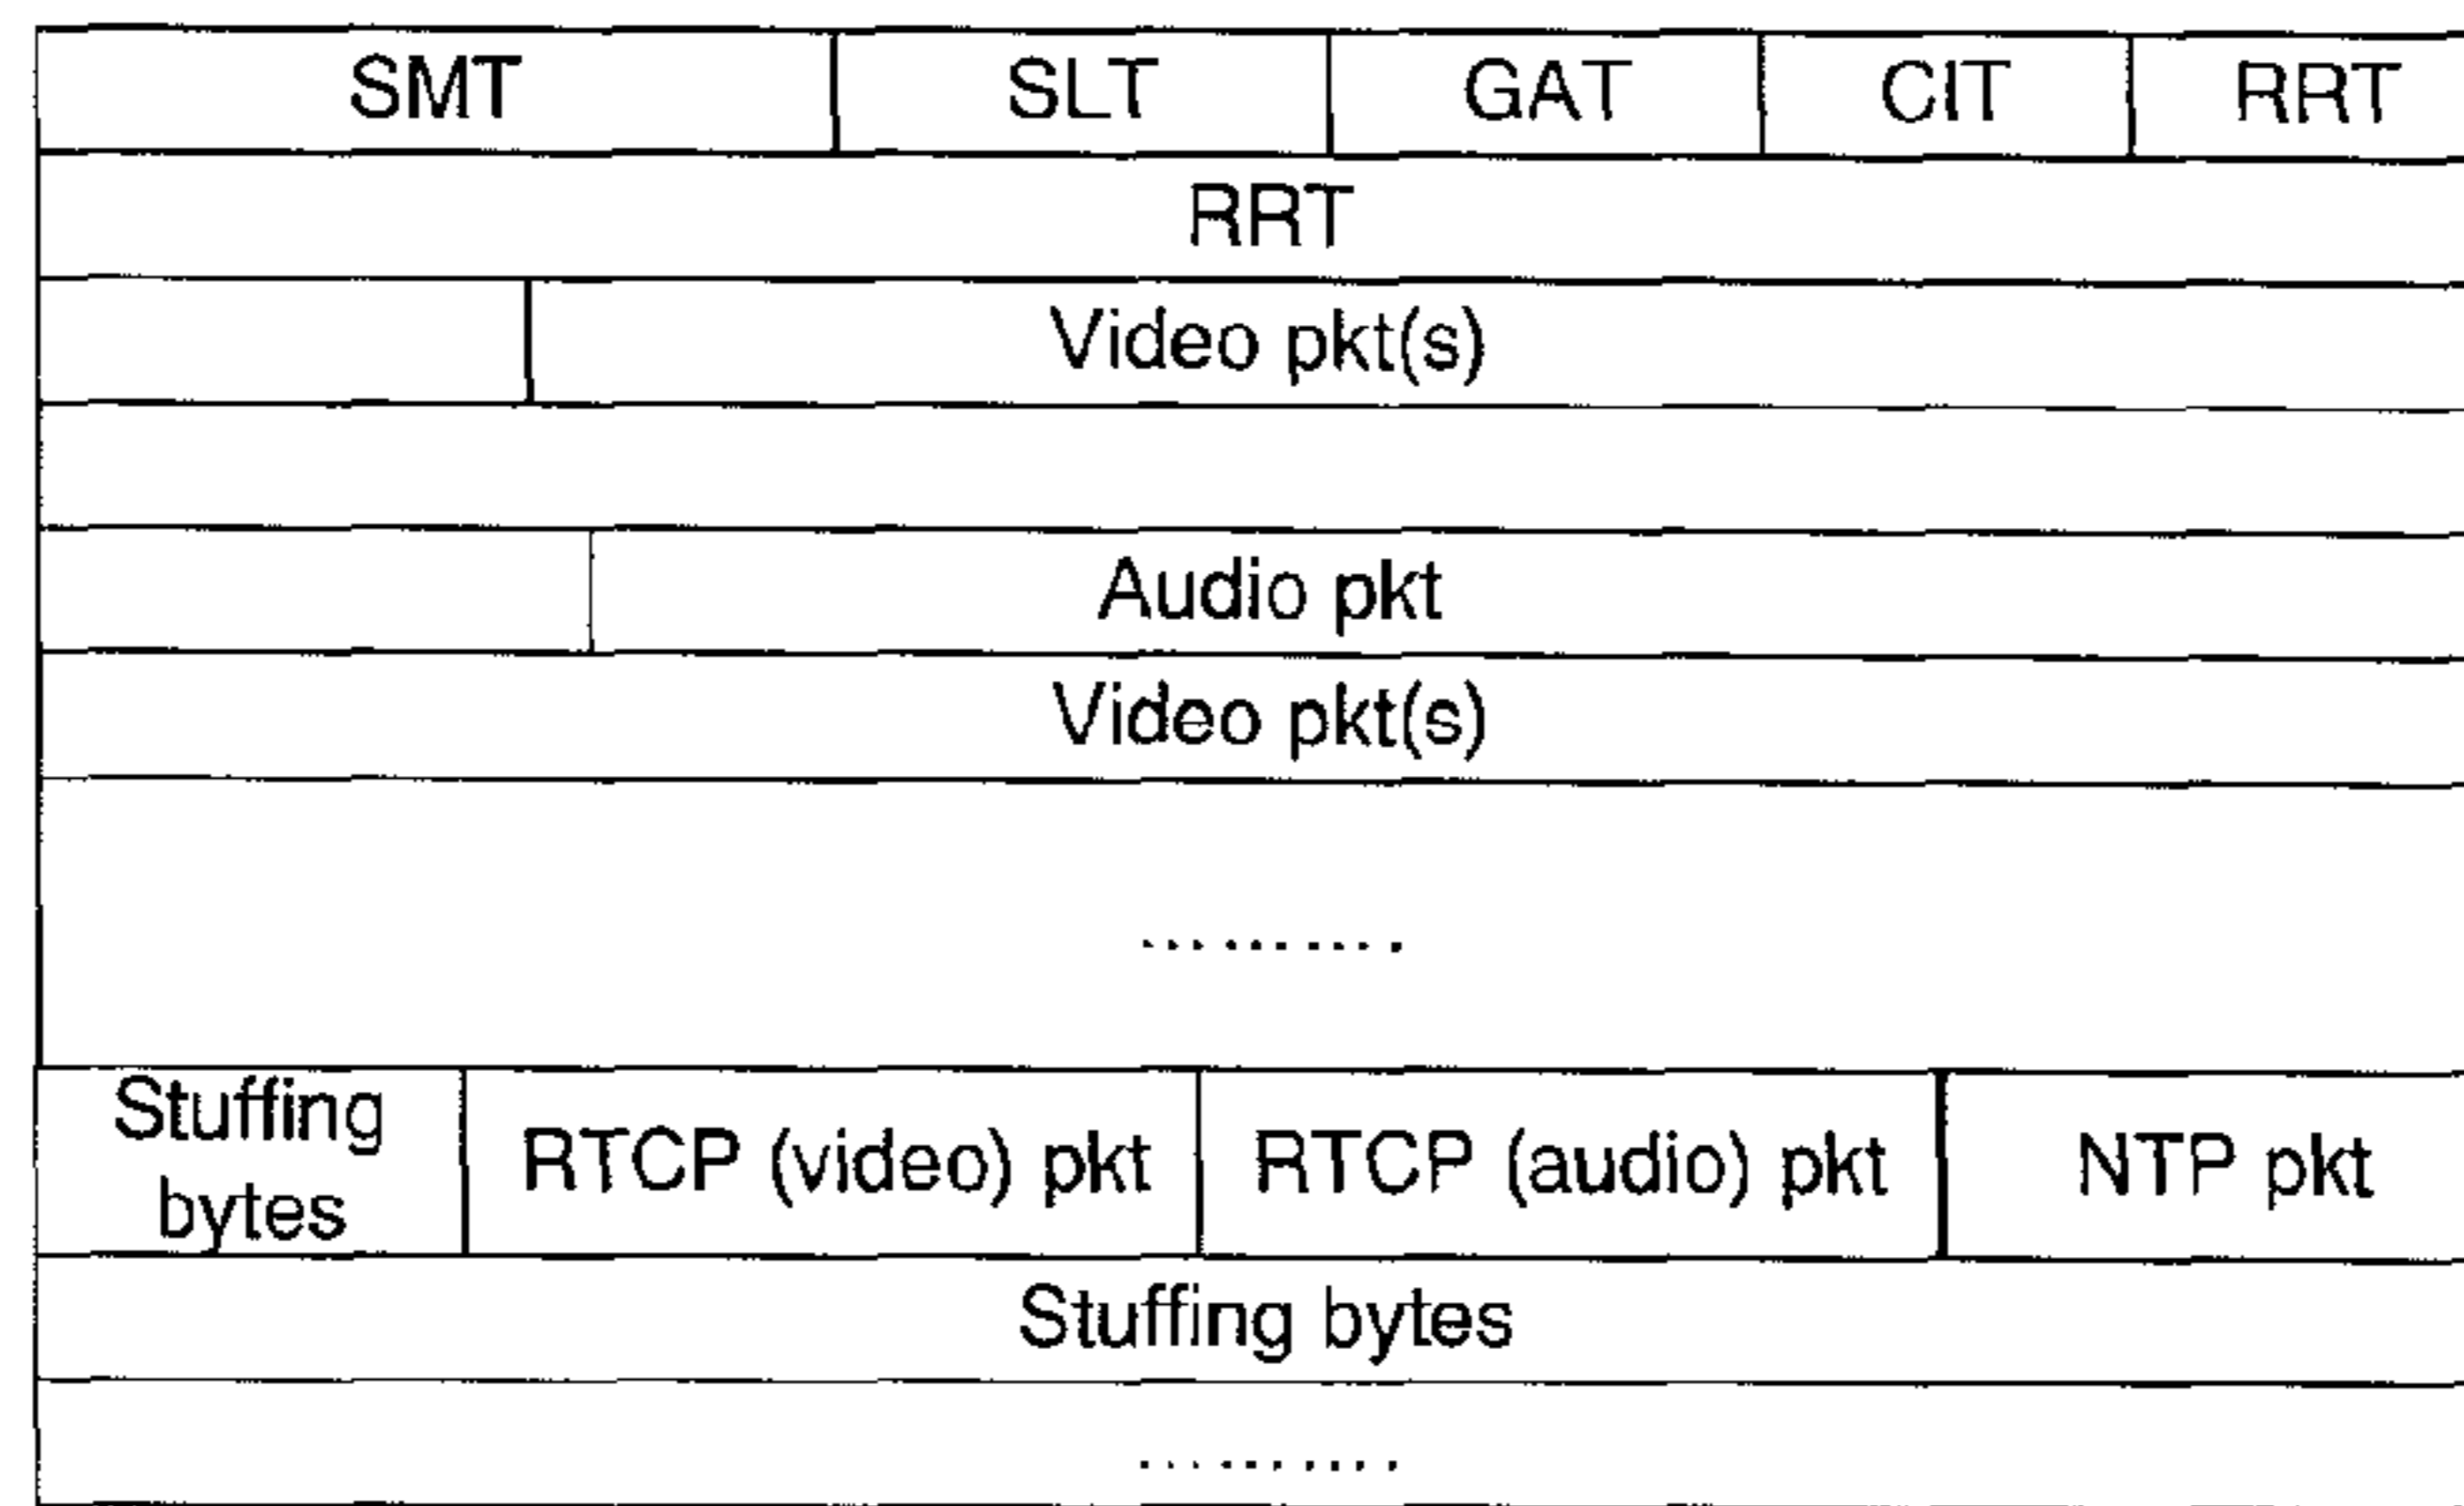 SMT SLT GAT CIT RRT
RRT
Video pkt(s)
Audio pkt
Video pkt(s)
..........
Stuffing bytes RTCP (video) pkt RTCP (audio) pkt NTP pkt
Stuffing bytes
..........